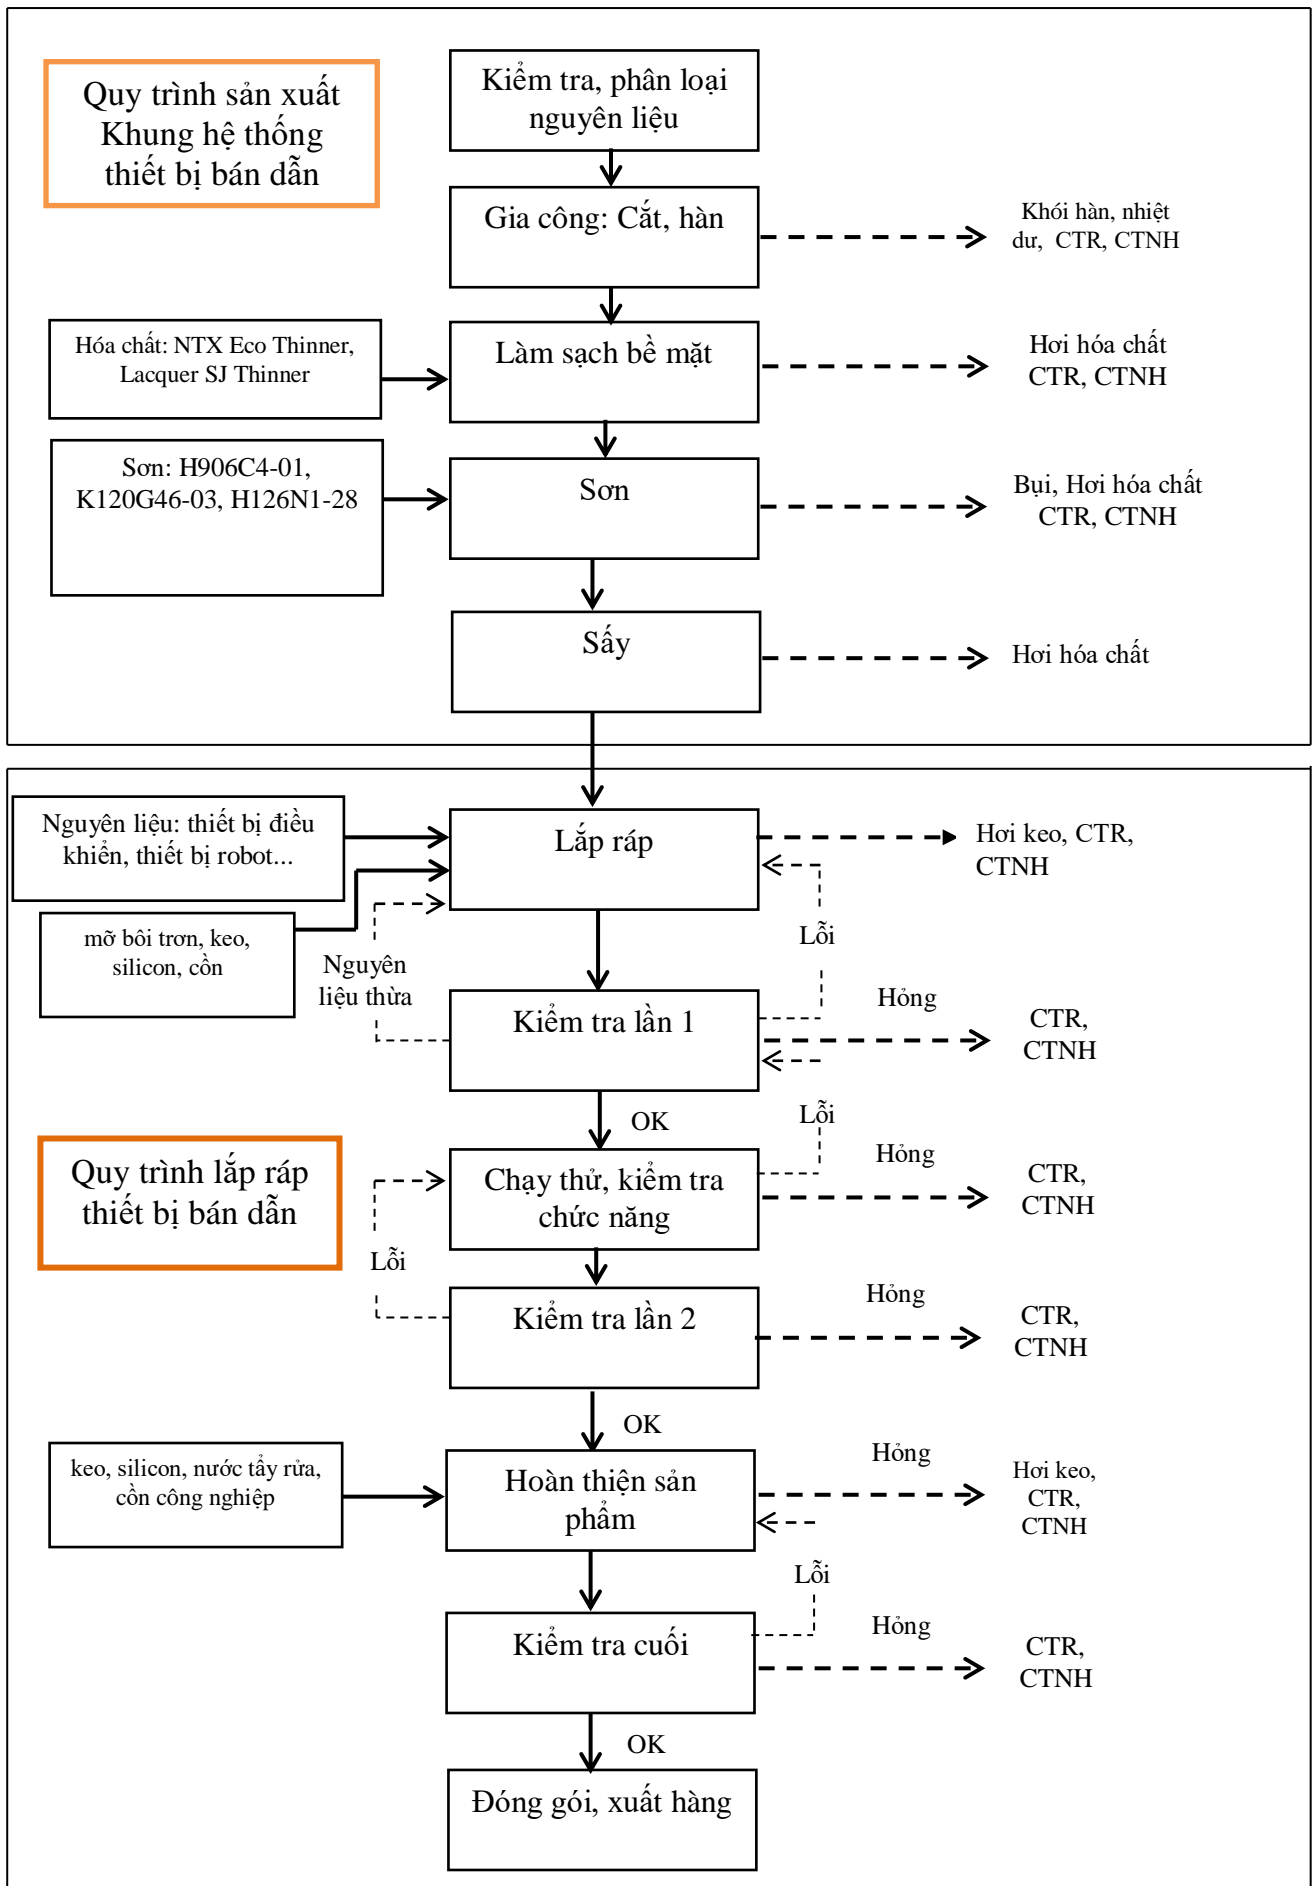 Quy trình sản xuất
Khung hệ thống
thiết bị bán dẫn
Kiểm tra, phân loại
nguyên liệu
Gia công: Cắt, hàn
Khói hàn, nhiệt
dư, CTR, CTNH
Hóa chất: NTX Eco Thinner,
Lacquer SJ Thinner
Làm sạch bề mặt
Hơi hóa chất
CTR, CTNH
Sơn: H906C4-01,
K120G46-03, H126N1-28
Sơn
Bụi, Hơi hóa chất
CTR, CTNH
Sấy
Hơi hóa chất
Nguyên liệu: thiết bị điều
khiển, thiết bị robot...
Lắp ráp
Hơi keo, CTR,
CTNH
mỡ bôi trơn, keo,
silicon, cồn
Nguyên
liệu thừa
Lỗi
Kiểm tra lần 1
Hỏng
CTR,
CTNH
OK
Lỗi
Quy trình lắp ráp
thiết bị bán dẫn
Chạy thử, kiểm tra
chức năng
Hỏng
CTR,
CTNH
Lỗi
Kiểm tra lần 2
Hỏng
CTR,
CTNH
OK
keo, silicon, nước tẩy rửa,
cồn công nghiệp
Hoàn thiện sản
phẩm
Hỏng
Hơi keo,
CTR,
CTNH
Lỗi
Kiểm tra cuối
Hỏng
CTR,
CTNH
OK
Đóng gói, xuất hàng